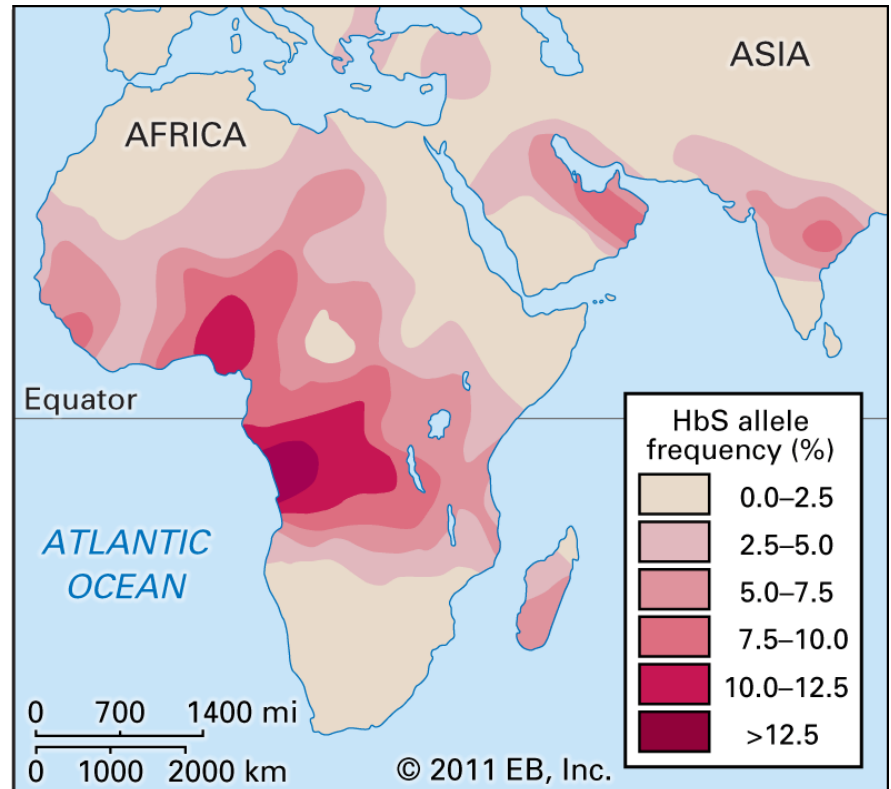 ASIA
AFRICA
Equator
ATLANTIC
OCEAN
HbS allele
frequency (%)
0.0–2.5
2.5–5.0
5.0–7.5
7.5–10.0
10.0–12.5
>12.5
0 700 1400 mi
0 1000 2000 km
© 2011 EB, Inc.